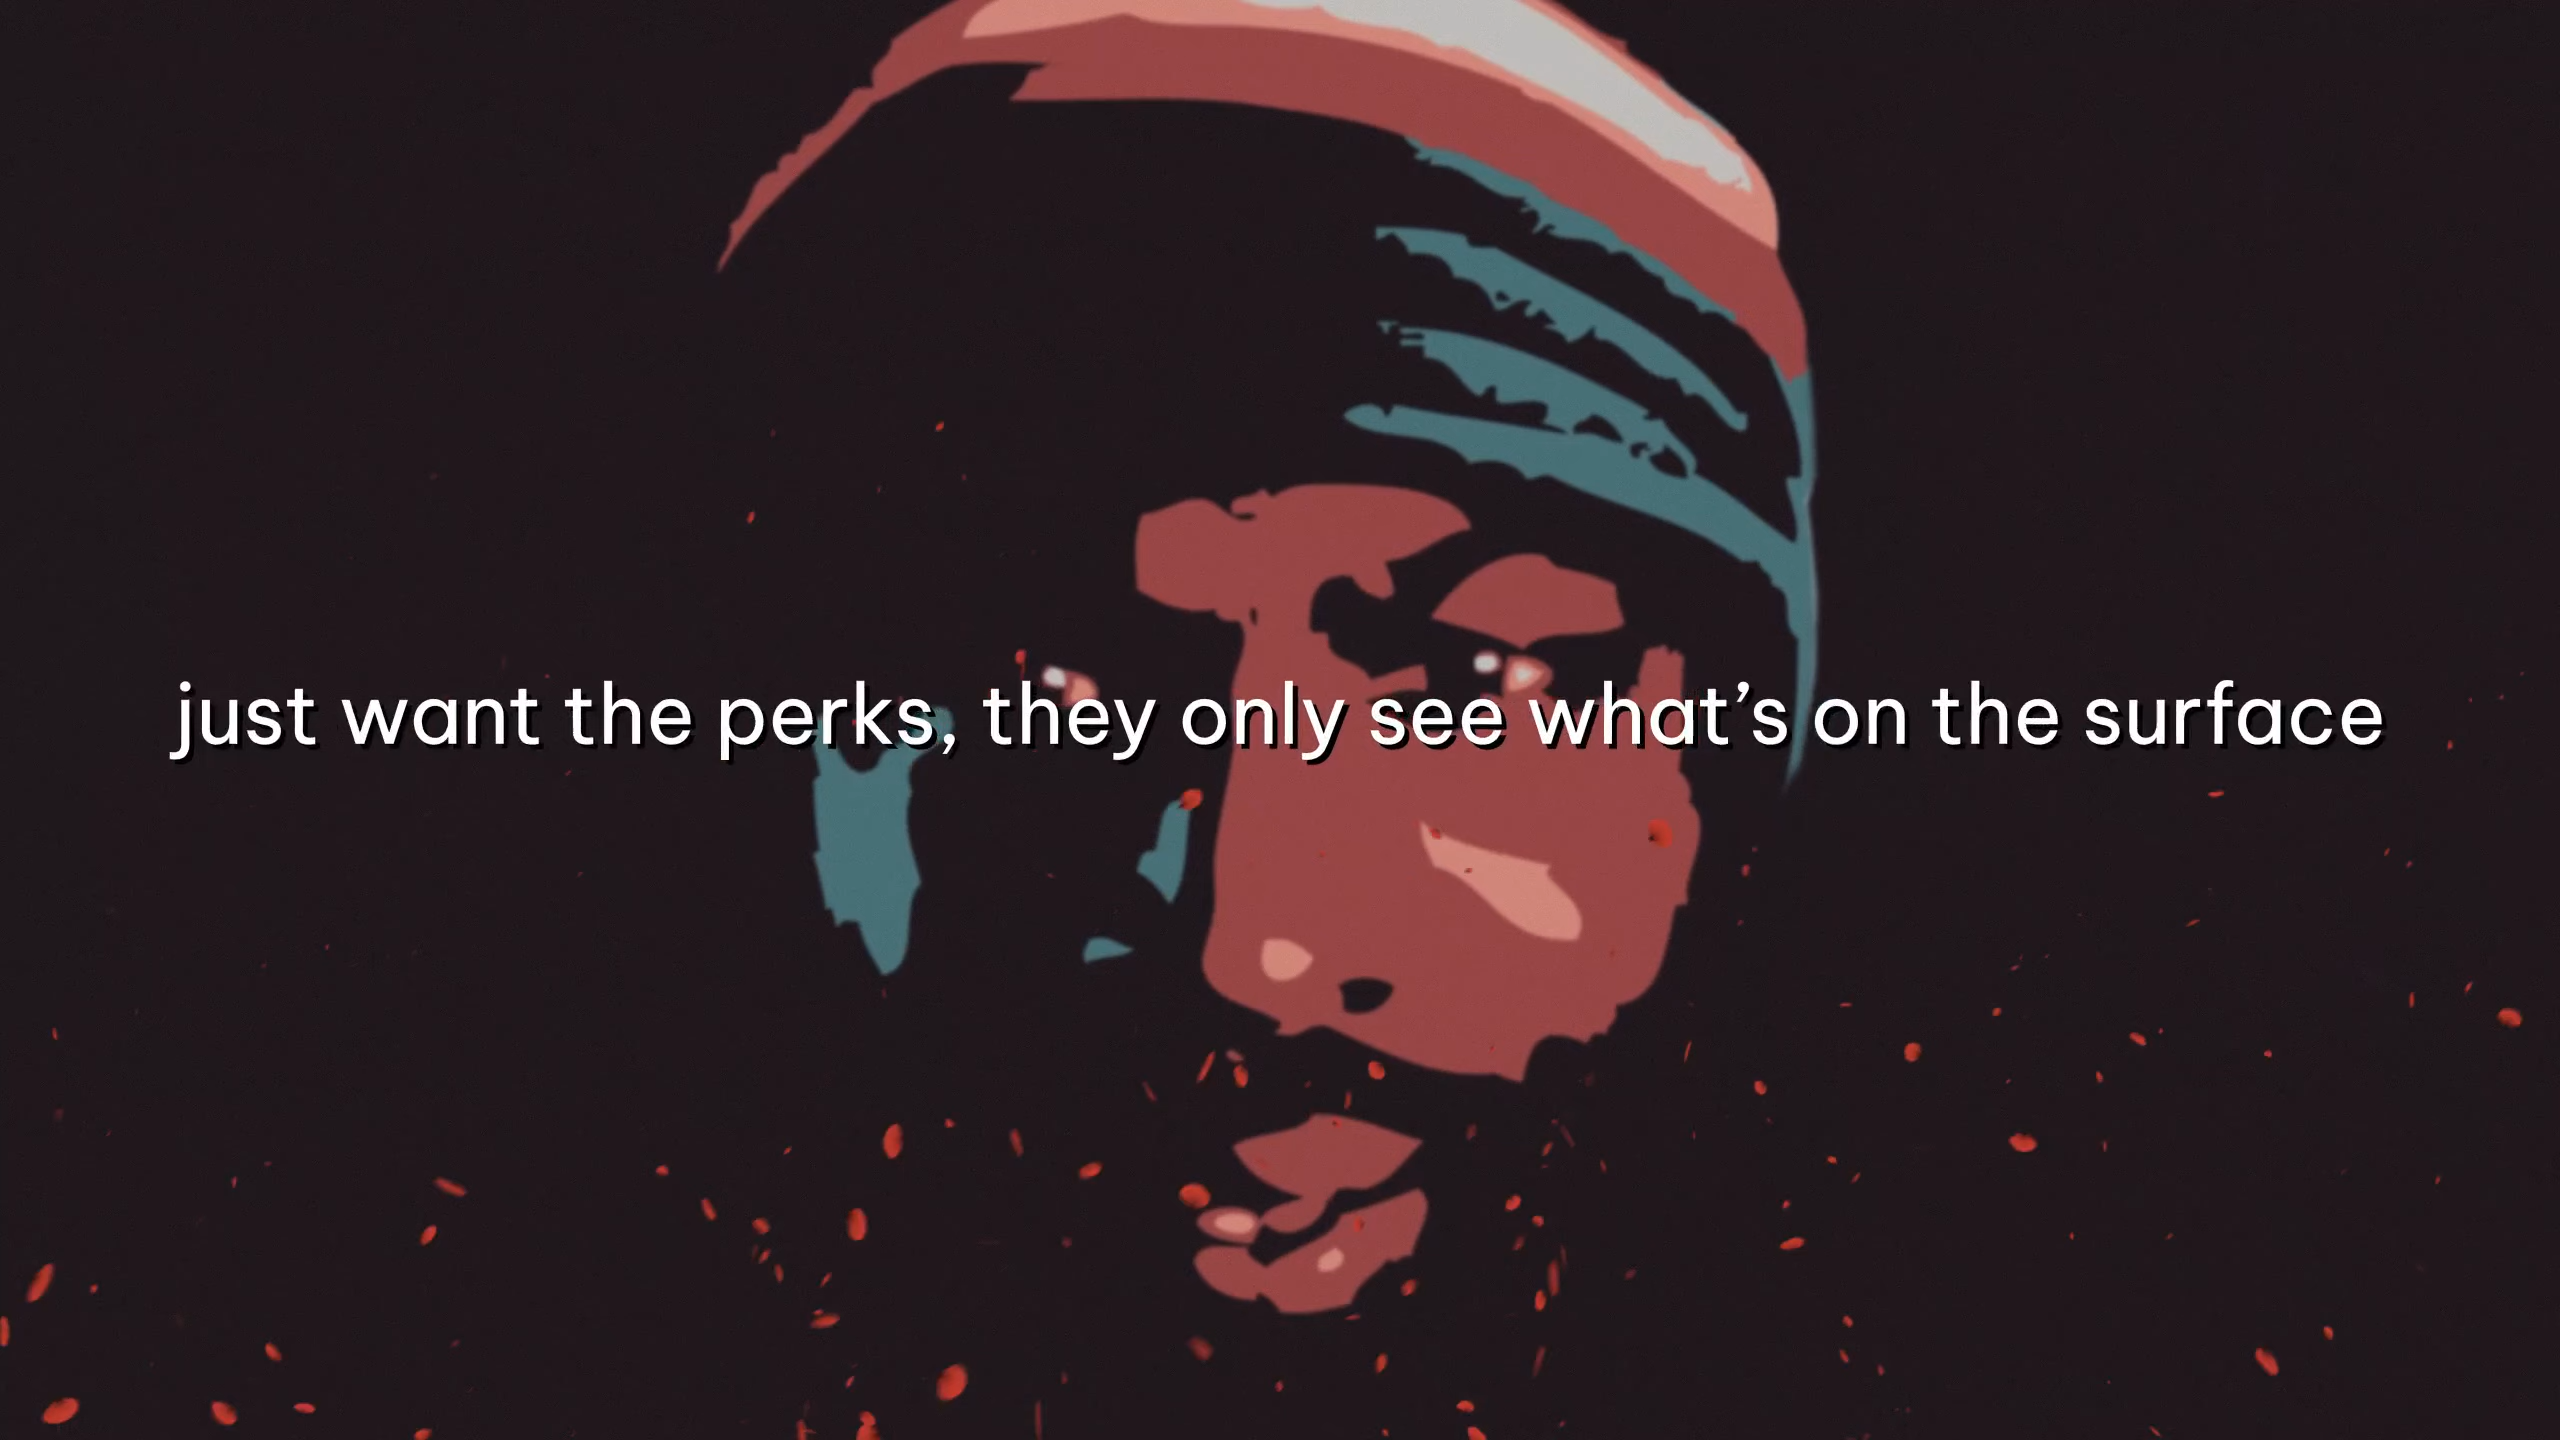 just want the perks, they only see what’s on the surface